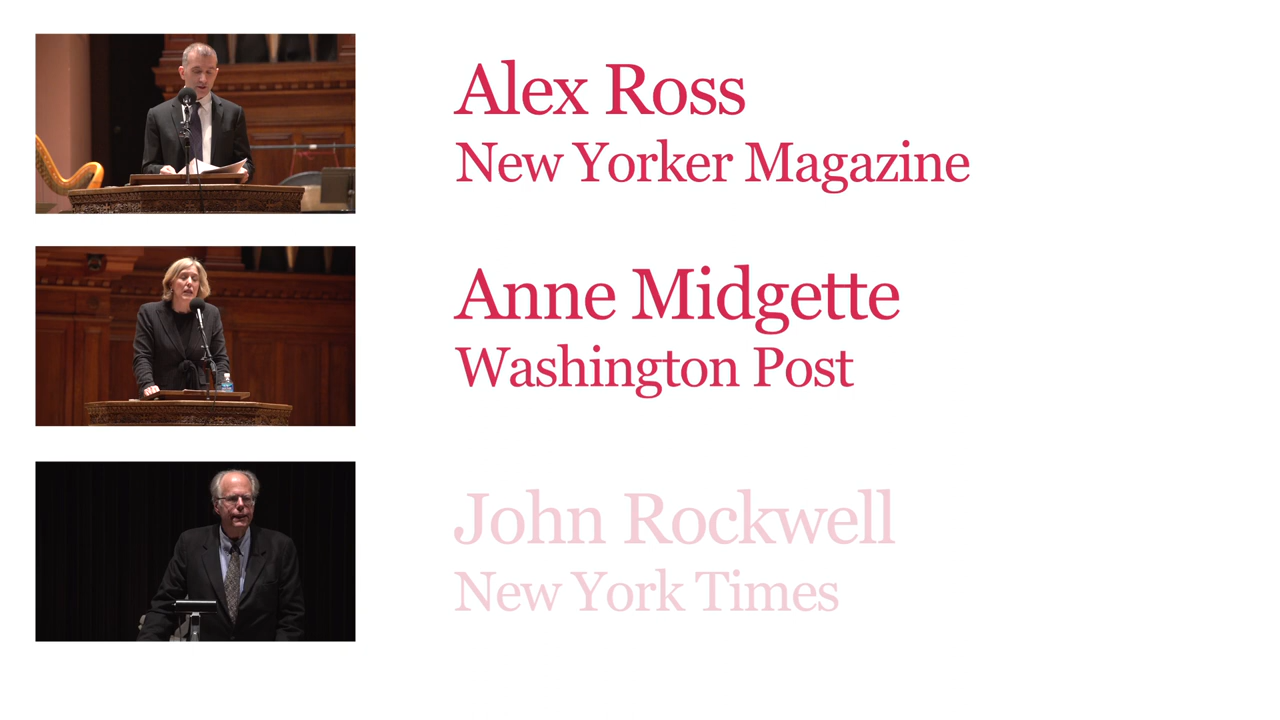 Alex Ross
New Yorker Magazine
Anne Midgette
Washington Post
John Rockwell
New York Times